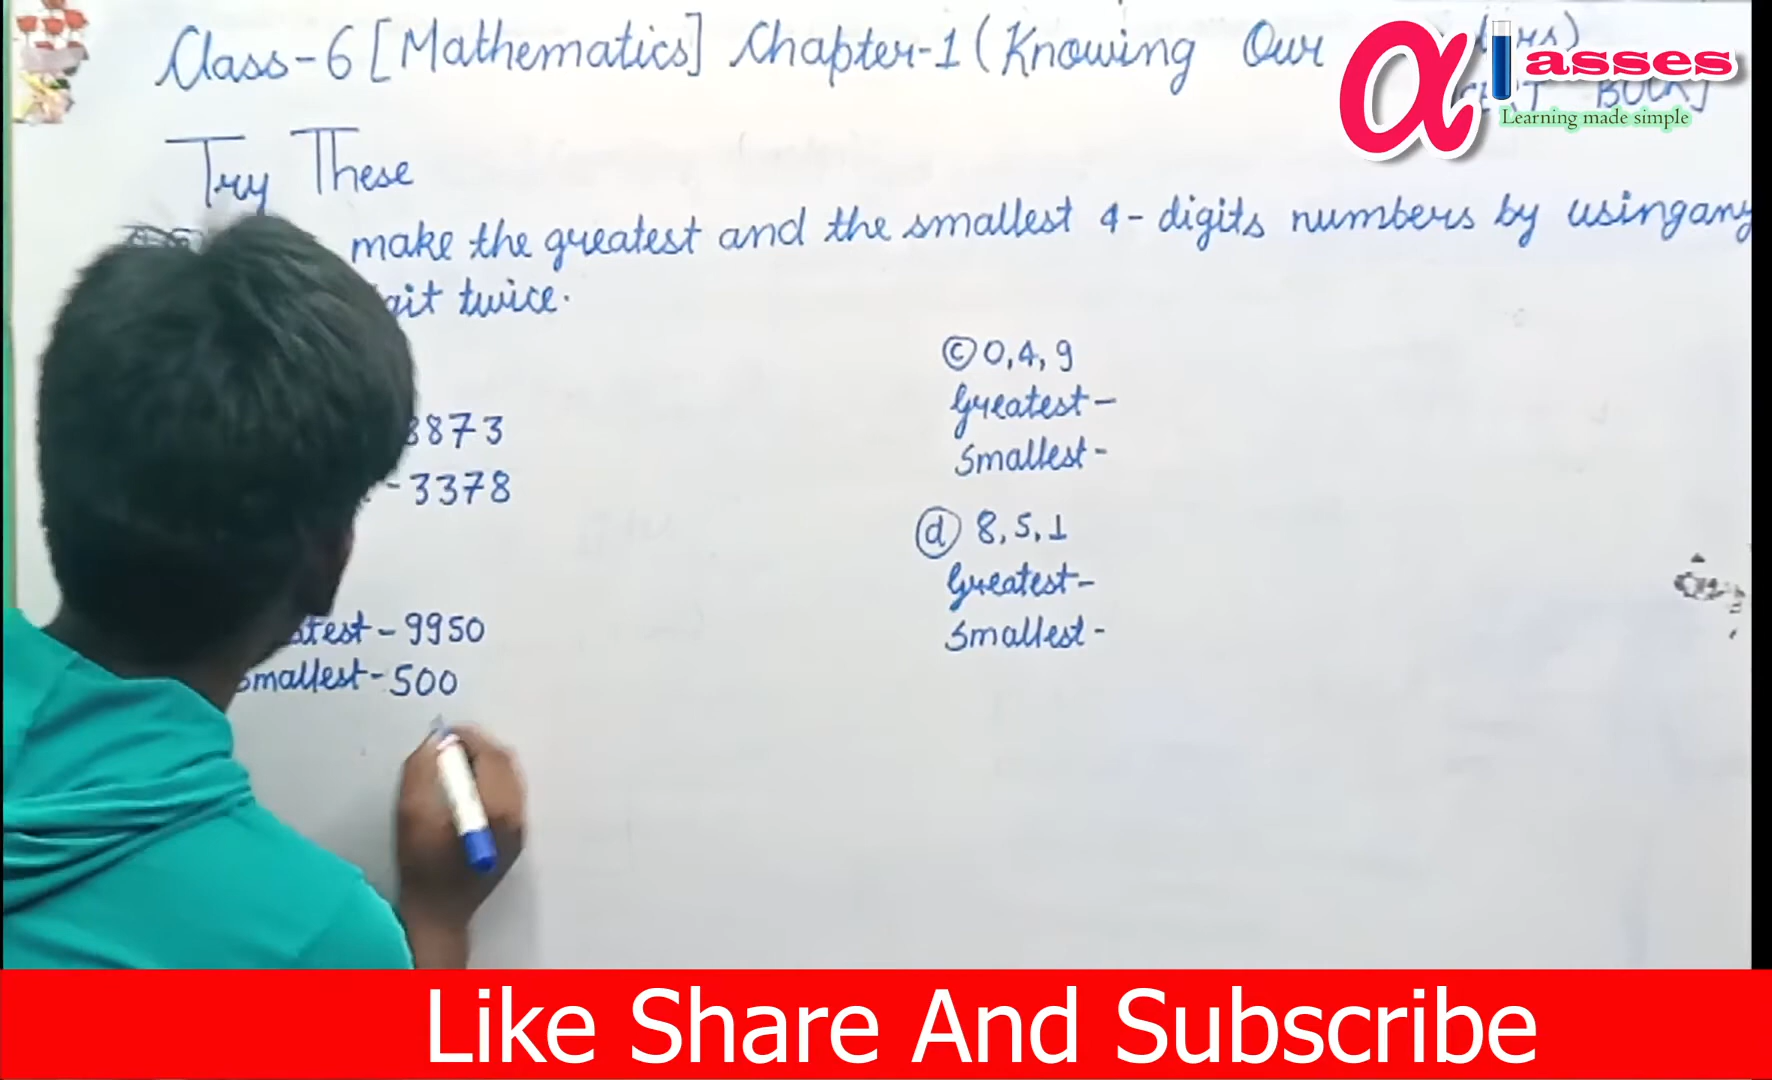 Class-6 [Mathematics] Chapter-1 (Knowing Our
αlasses
Learning made simple
Try These
make the greatest and the smallest 4-digits numbers by using any
twice.
8873
-3378
-9950
Smallest-500
© 0,4,9
Greatest-
Smallest-
ⓓ 8,5,1
Greatest-
Smallest-
Like Share And Subscribe